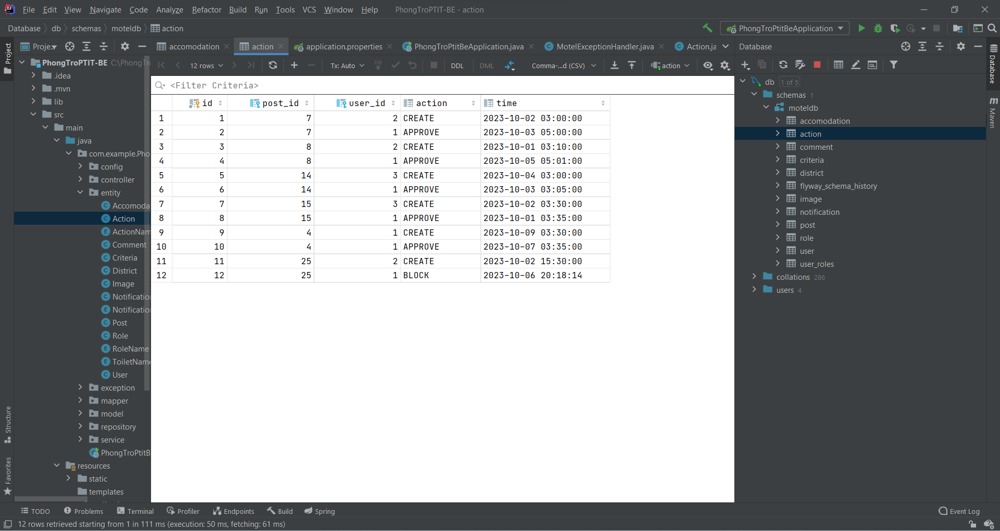 File Edit View Navigate Code Analyze Refactor Build Run Tools VCS Window Help PhongTroPTIT-BE - action
Database db schemas moteldb action PhongTroPtitBeApplication
Project
Proje... accomodation action application.properties PhongTroPtitBeApplication.java MotelExceptionHandler.java Action.ja Database
PhongTroPTIT-BE C:\PhongTr
.idea
.mvn
lib
src
main
java
com.example.Pho
config
controller
entity
Accomoda
Action
ActionNam
Comment
Criteria
District
Image
Notificatio
Notificatio
Post
Role
RoleName
ToiletName
User
exception
mapper
model
repository
service
PhongTroPtitB
resources
static
templates
Structure
Favorites
12 rows Tx: Auto DDL DML Comma-...d (CSV) action
<Filter Criteria>
id post_id user_id action time
1 1 7 2 CREATE 2023-10-02 03:00:00
2 2 7 1 APPROVE 2023-10-03 05:00:00
3 3 8 2 CREATE 2023-10-01 03:10:00
4 4 8 1 APPROVE 2023-10-05 05:01:00
5 5 14 3 CREATE 2023-10-04 03:00:00
6 6 14 1 APPROVE 2023-10-03 03:05:00
7 7 15 3 CREATE 2023-10-02 03:30:00
8 8 15 1 APPROVE 2023-10-01 03:35:00
9 9 4 1 CREATE 2023-10-09 03:30:00
10 10 4 1 APPROVE 2023-10-07 03:35:00
11 11 25 2 CREATE 2023-10-02 15:30:00
12 12 25 1 BLOCK 2023-10-06 20:18:14
db 1 of 5
schemas 1
moteldb
accomodation
action
comment
criteria
district
flyway_schema_history
image
notification
post
role
user
user_roles
collations 286
users 4
Database
Maven
TODO Problems Terminal Profiler Endpoints Build Spring Event Log
12 rows retrieved starting from 1 in 111 ms (execution: 50 ms, fetching: 61 ms)